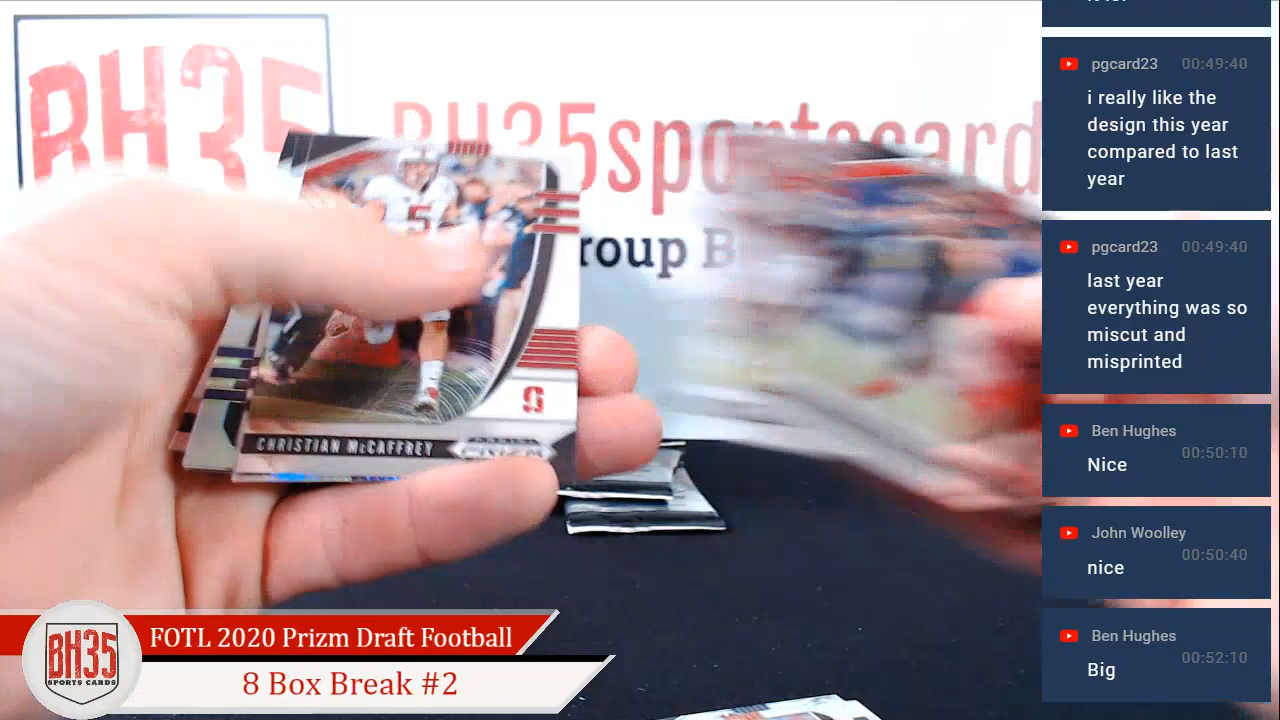 BH35
BH35sportscard
roup B
5
S
CHRISTIAN McCAFFREY
BH35
SPORTS CARDS
FOTL 2020 Prizm Draft Football
8 Box Break #2
pgcard23 00:49:40
i really like the
design this year
compared to last
year
pgcard23 00:49:40
last year
everything was so
miscut and
misprinted
Ben Hughes 00:50:10
Nice
John Woolley 00:50:40
nice
Ben Hughes 00:52:10
Big